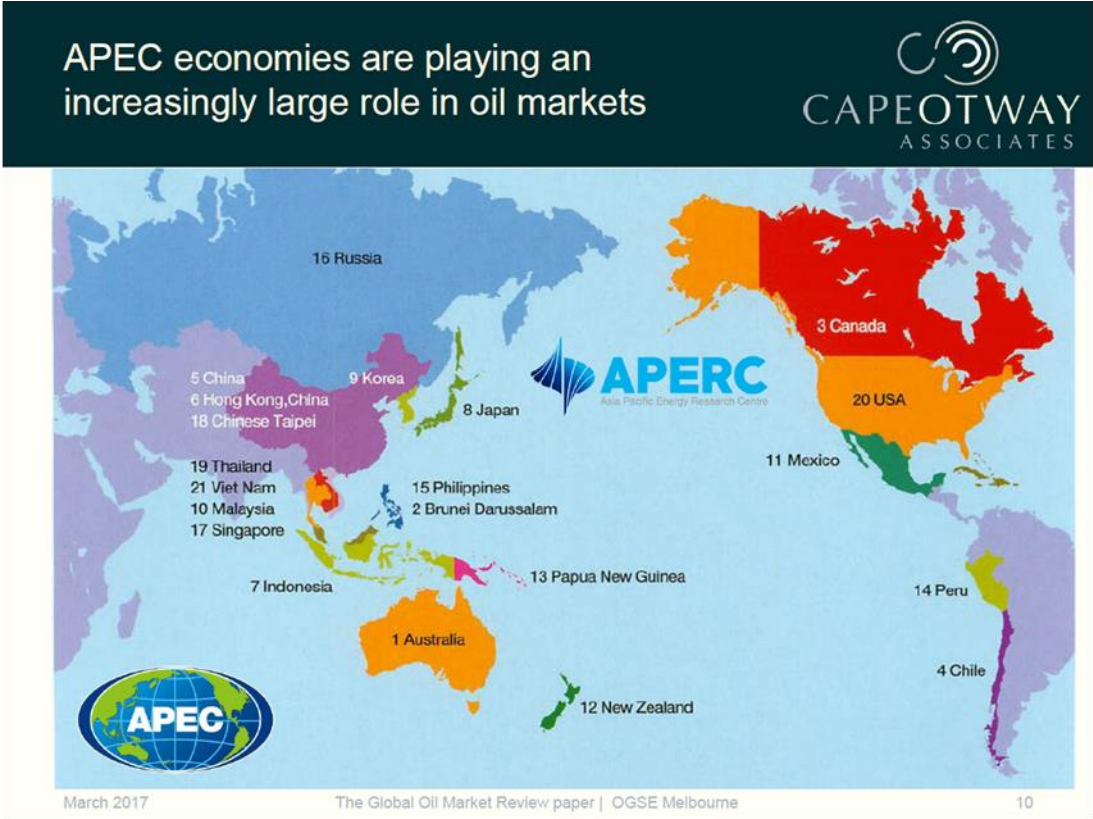 APEC economies are playing an
increasingly large role in oil markets
CAPEOTWAY
ASSOCIATES
16 Russia
3 Canada
5 China
9 Korea
6 Hong Kong,China
18 Chinese Taipei
8 Japan
APERC
Asia Pacific Energy Research Centre
20 USA
11 Mexico
19 Thailand
21 Viet Nam
10 Malaysia
17 Singapore
15 Philippines
2 Brunei Darussalam
7 Indonesia
13 Papua New Guinea
14 Peru
1 Australia
4 Chile
12 New Zealand
APEC
March 2017
The Global Oil Market Review paper | OGSE Melbourne
10